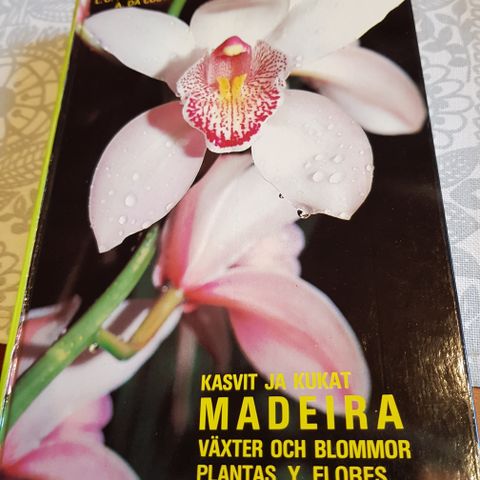 KASVIT JA KUKAT
MADEIRA
VÄXTER OCH BLOMMOR
PLANTAS Y FLORES